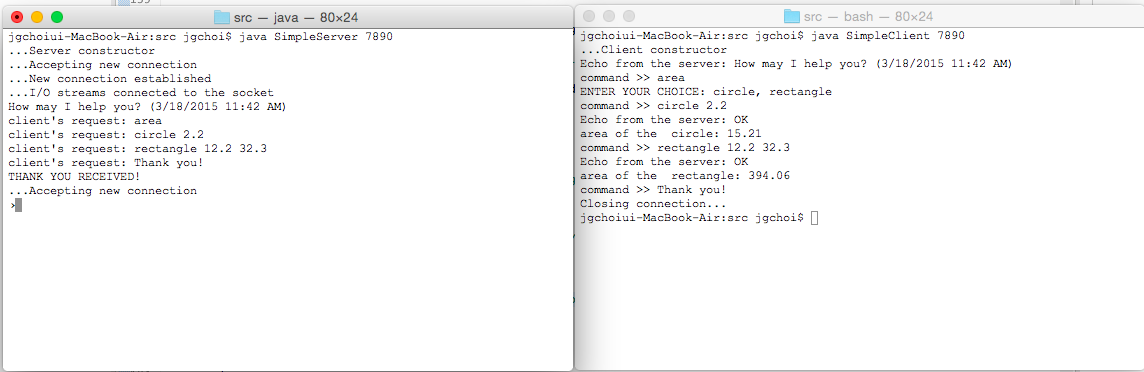 src — java — 80×24
jgchoiui-MacBook-Air:src jgchoi$ java SimpleServer 7890
...Server constructor
...Accepting new connection
...New connection established
...I/O streams connected to the socket
How may I help you? (3/18/2015 11:42 AM)
client's request: area
client's request: circle 2.2
client's request: rectangle 12.2 32.3
client's request: Thank you!
THANK YOU RECEIVED!
...Accepting new connection
src — bash — 80×24
jgchoiui-MacBook-Air:src jgchoi$ java SimpleClient 7890
...Client constructor
Echo from the server: How may I help you? (3/18/2015 11:42 AM)
command >> area
ENTER YOUR CHOICE: circle, rectangle
command >> circle 2.2
Echo from the server: OK
area of the  circle: 15.21
command >> rectangle 12.2 32.3
Echo from the server: OK
area of the  rectangle: 394.06
command >> Thank you!
Closing connection...
jgchoiui-MacBook-Air:src jgchoi$